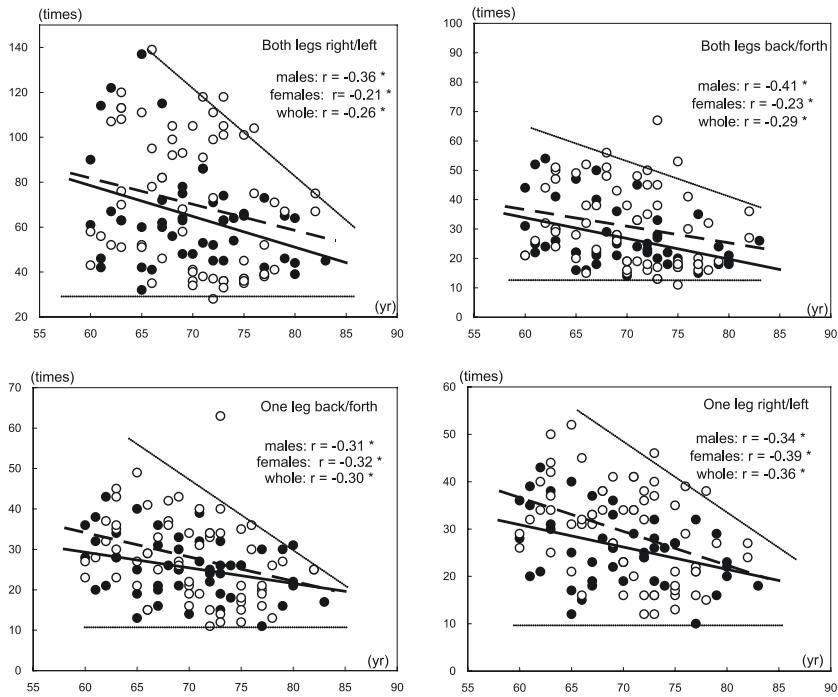 (times)
140
120
100
80
60
40
20
Both legs right/left
males: r = -0.36 *
females: r= -0.21 *
whole: r = -0.26 *
(yr)
55 60 65 70 75 80 85 90
(times)
100
90
80
70
60
50
40
30
20
10
0
Both legs back/forth
males: r = -0.41 *
females: r = -0.23 *
whole: r = -0.29 *
(yr)
55 60 65 70 75 80 85 90
(times)
70
60
50
40
30
20
10
0
One leg back/forth
males: r = -0.31 *
females: r = -0.32 *
whole: r = -0.30 *
(yr)
55 60 65 70 75 80 85 90
(times)
60
50
40
30
20
10
0
One leg right/left
males: r = -0.34 *
females: r = -0.39 *
whole: r = -0.36 *
(yr)
55 60 65 70 75 80 85 90